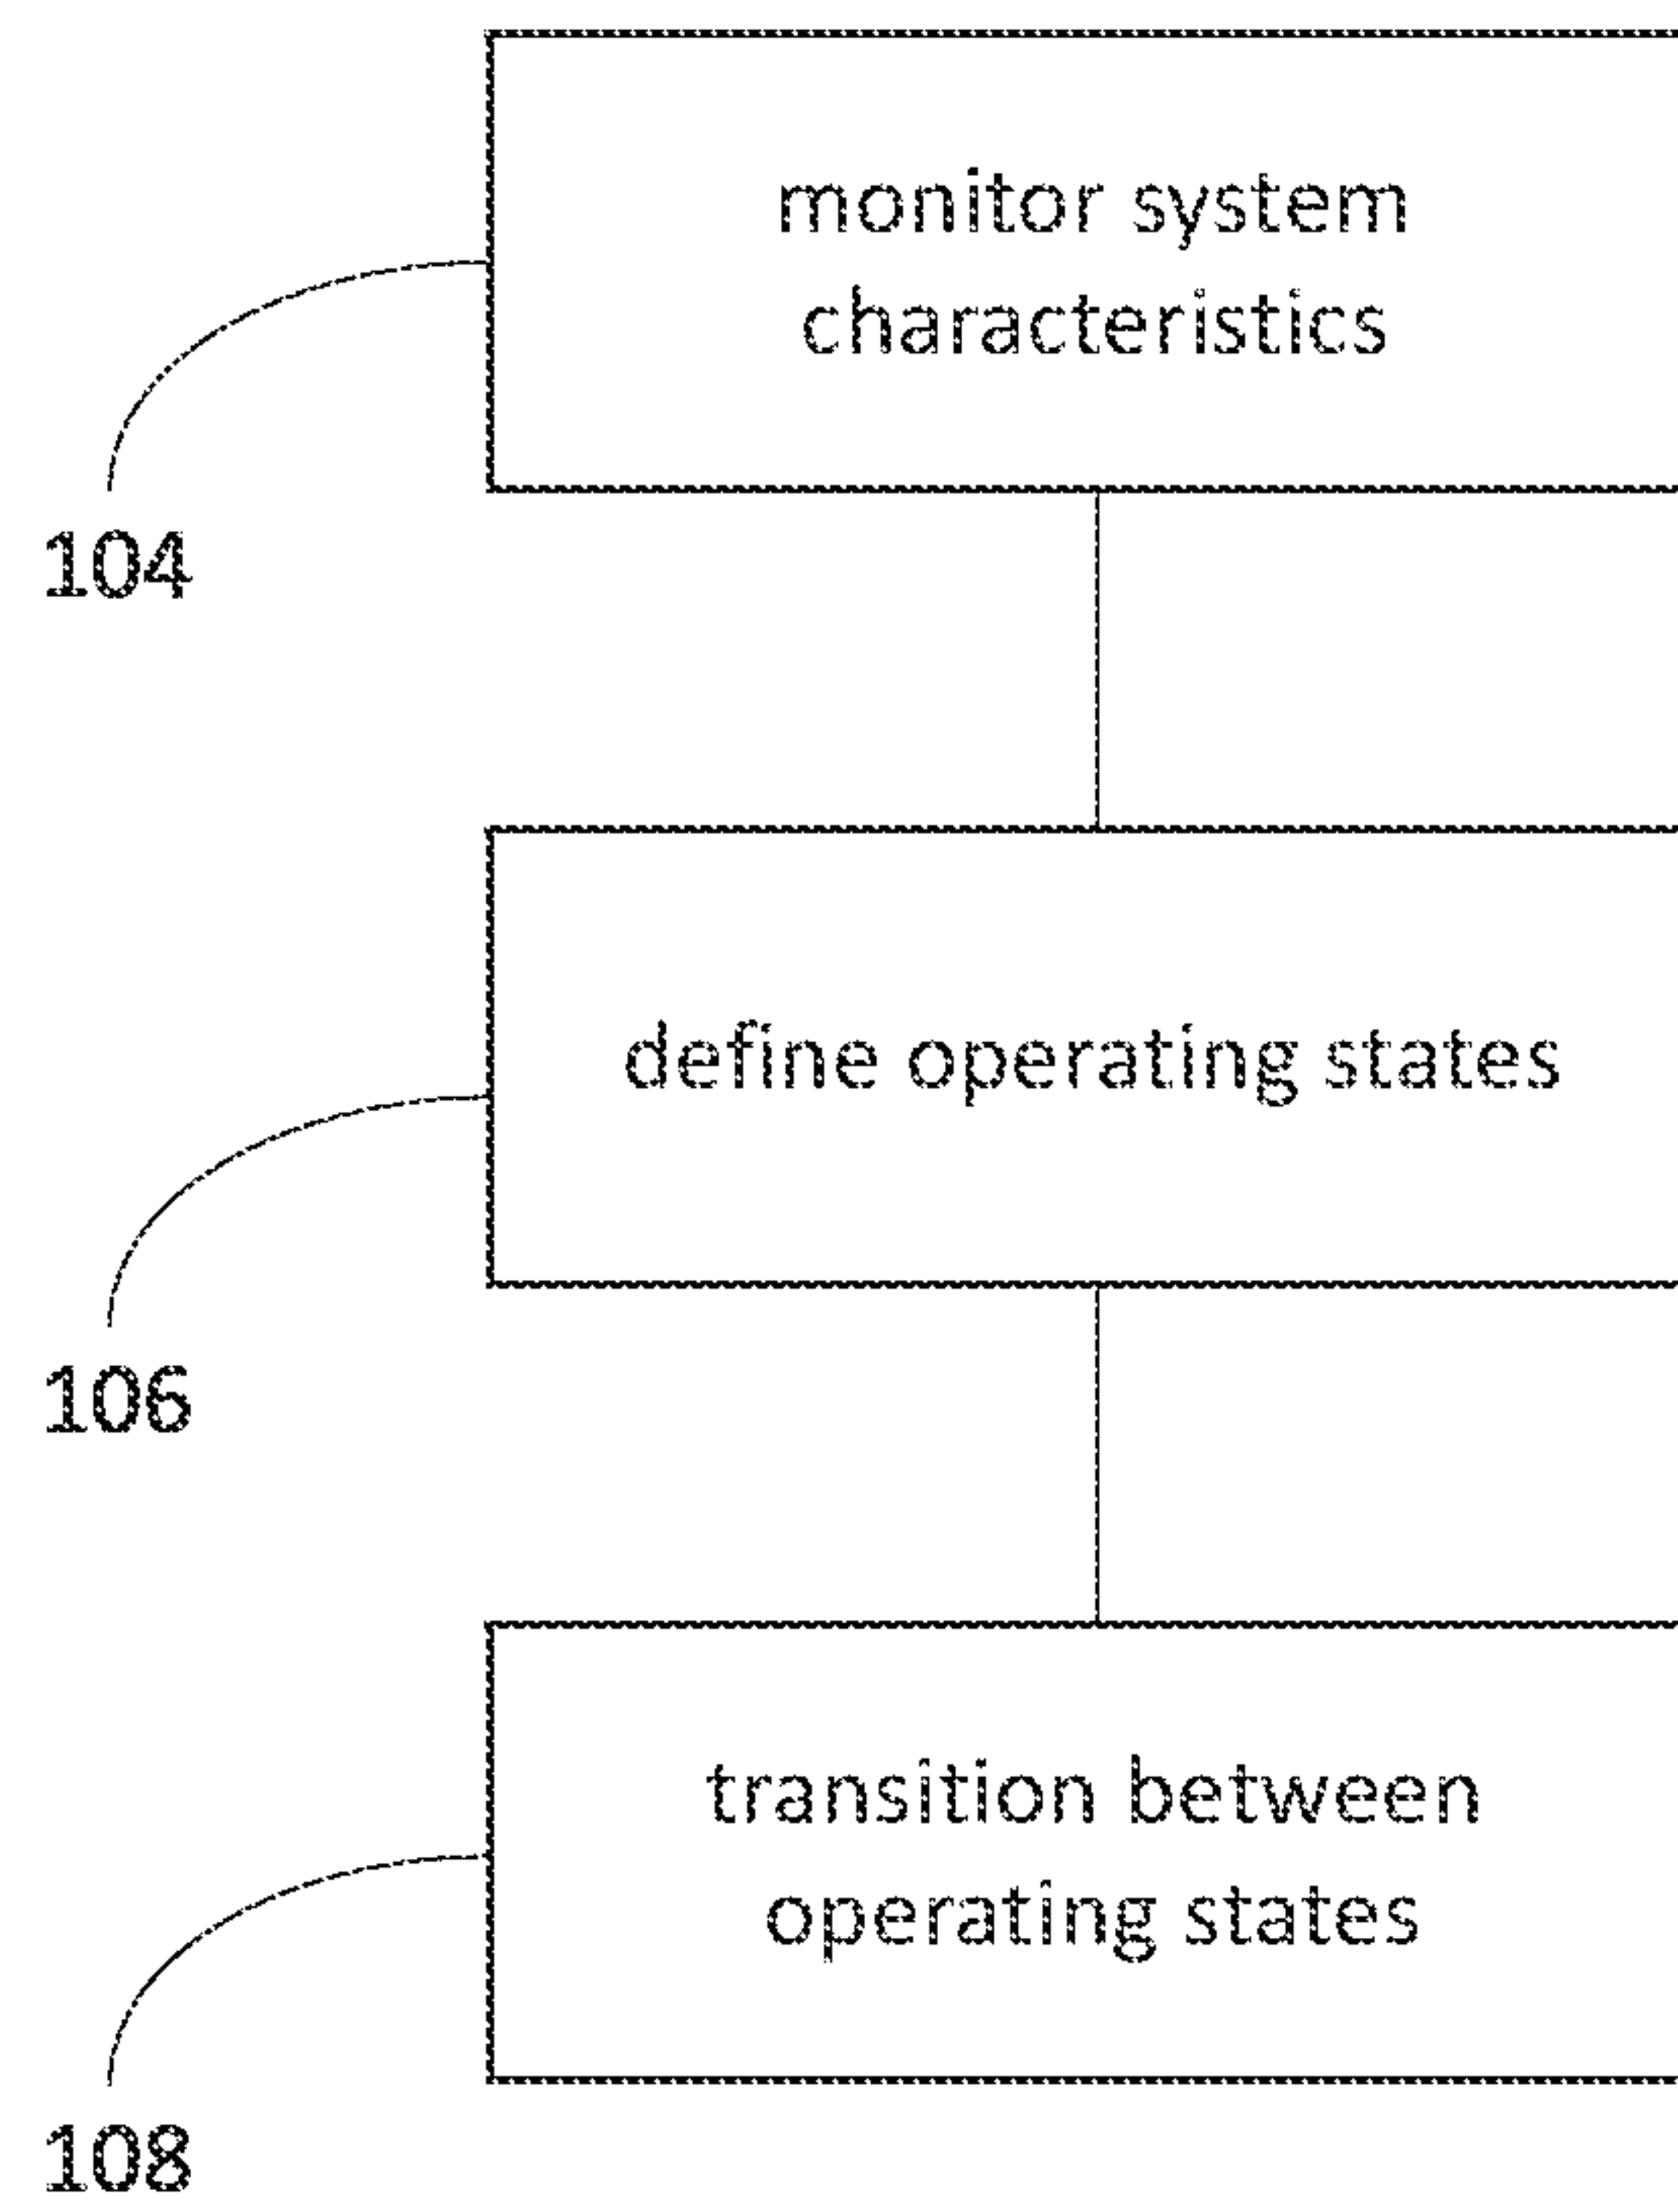 monitor system
characteristics
104
define operating states
106
transition between
operating states
108